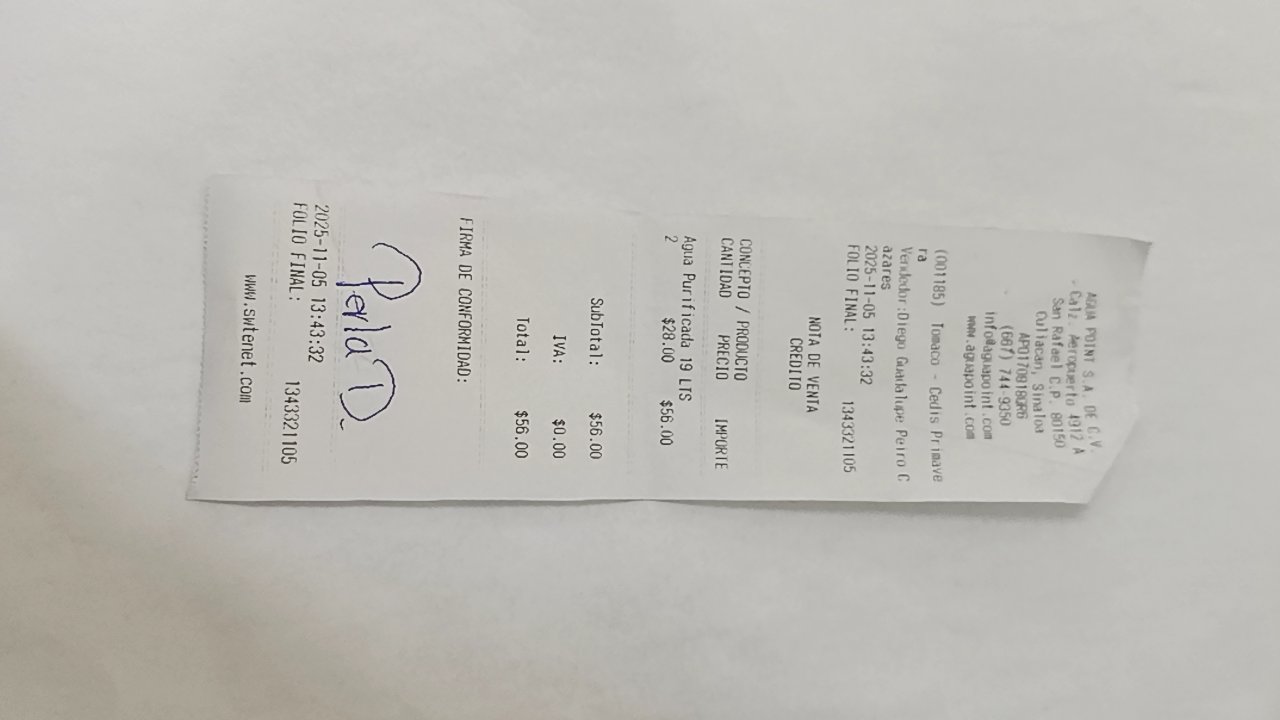 AGUA POINT S.A. DE C.V.
Calz. Aeropuerto 4912 A
San Rafael C.P. 80150
Culiacan, Sinaloa
(667) 744 9350
info@aguapoint.com
www.aguapoint.com
(001185) Tomaco - Cedis Primave
ra
Vendedor:Diego Guadalupe Peiro C
azares
2025-11-05 13:43:32
FOLIO FINAL: 1343321105
NOTA DE VENTA
CREDITO
CONCEPTO / PRODUCTO
CANTIDAD PRECIO IMPORTE
Agua Purificada 19 LTS
2 $28.00 $56.00
SubTotal: $56.00
IVA: $0.00
Total: $56.00
FIRMA DE CONFORMIDAD:
Perla D
2025-11-05 13:43:32
FOLIO FINAL: 1343321105
www.swtenet.com